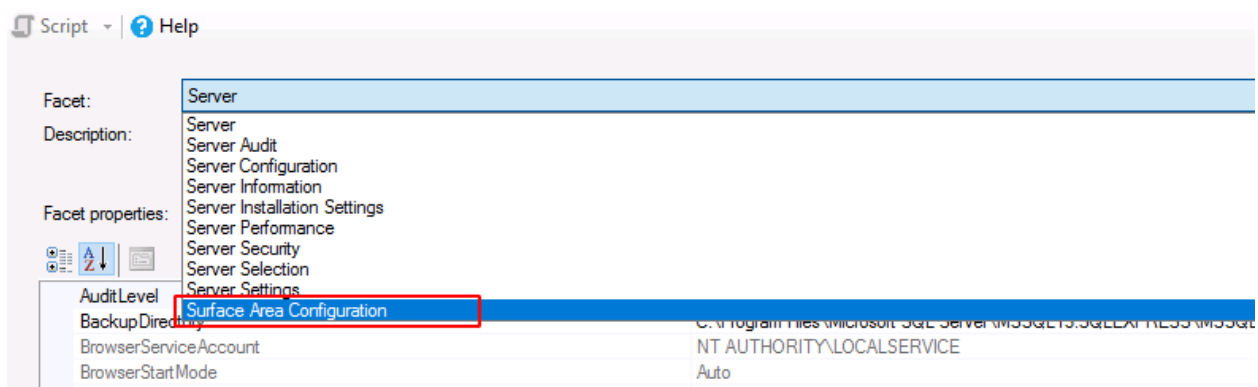 Script Help
Facet: Server
Description:
Server
Server Audit
Server Configuration
Server Information
Server Installation Settings
Facet properties:
Server Performance
Server Security
Server Selection
Server Settings
Surface Area Configuration
AuditLevel
BrowserServiceAccount NT AUTHORITY\LOCALSERVICE
BrowserStartMode Auto